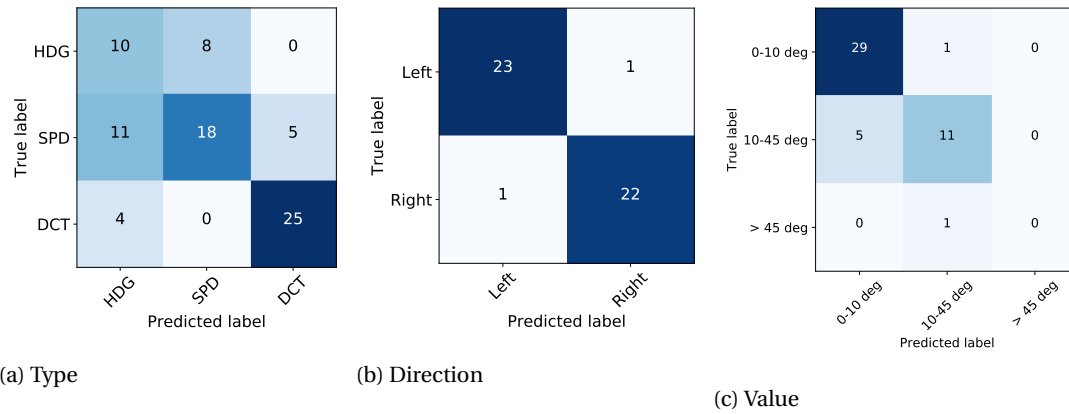 HDG 10 8 0
SPD 11 18 5
DCT 4 0 25
True label
HDG SPD DCT
Predicted label
(a) Type
Left 23 1
Right 1 22
True label
Left Right
Predicted label
(b) Direction
0-10 deg 29 1 0
10-45 deg 5 11 0
> 45 deg 0 1 0
True label
0-10 deg 10-45 deg > 45 deg
Predicted label
(c) Value